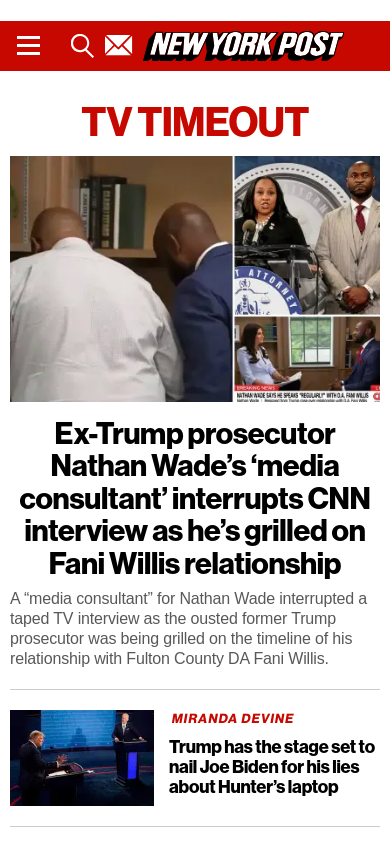 NEW YORK POST
TV TIMEOUT
ATTORNEY
BREAKING NEWS
NATHAN WADE SAYS HE SPEAKS "REGULARLY" WITH D.A. FANI WILLIS
Ex-Trump prosecutor
Nathan Wade’s ‘media
consultant’ interrupts CNN
interview as he’s grilled on
Fani Willis relationship
A “media consultant” for Nathan Wade interrupted a
taped TV interview as the ousted former Trump
prosecutor was being grilled on the timeline of his
relationship with Fulton County DA Fani Willis.
MIRANDA DEVINE
Trump has the stage set to
nail Joe Biden for his lies
about Hunter’s laptop